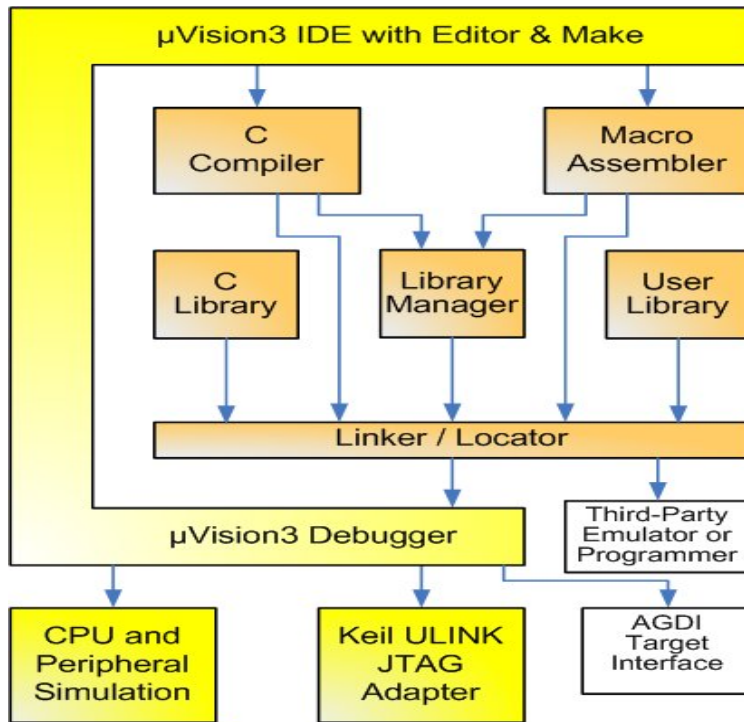 µVision3 IDE with Editor & Make
C
Compiler
Macro
Assembler
C
Library
Library
Manager
User
Library
Linker / Locator
µVision3 Debugger
Third-Party
Emulator or
Programmer
CPU and
Peripheral
Simulation
Keil ULINK
JTAG
Adapter
AGDI
Target
Interface